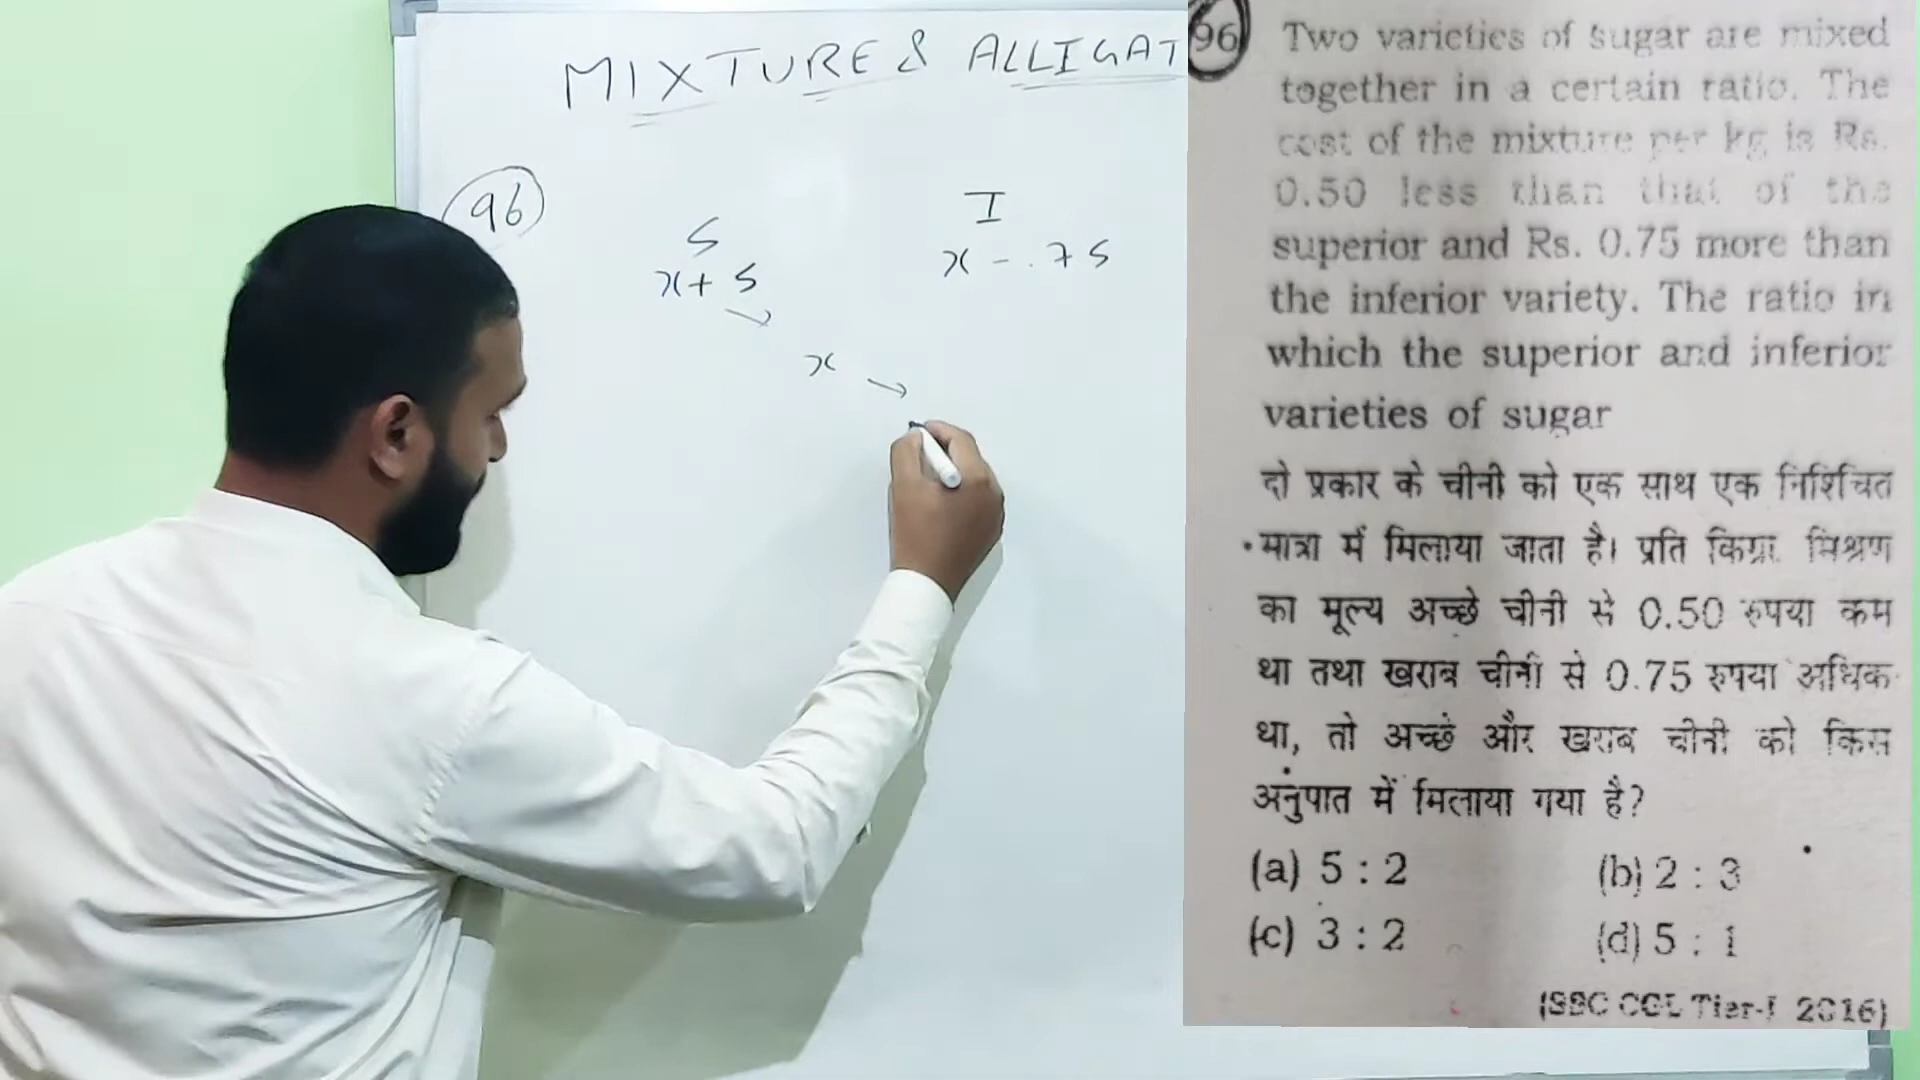 MIXTURE & ALLIGAT
96
S
I
x+ 5
x - .75
x
96
Two varieties of sugar are mixed
together in a certain ratio. The
cost of the mixture per kg is Rs.
0.50 less than that of the
superior and Rs. 0.75 more than
the inferior variety. The ratio in
which the superior and inferior
varieties of sugar
दो प्रकार के चीनी को एक साथ एक निश्चित
मात्रा में मिलाया जाता है। प्रति किग्रा. मिश्रण
का मूल्य अच्छे चीनी से 0.50 रुपया कम
था तथा खराब चीनी से 0.75 रुपया अधिक
था, तो अच्छे और खराब चीनी को किस
अनुपात में मिलाया गया है?
(a) 5 : 2 (b) 2 : 3
(c) 3 : 2 (d) 5 : 1
(SSC CGL Tier-I 2016)